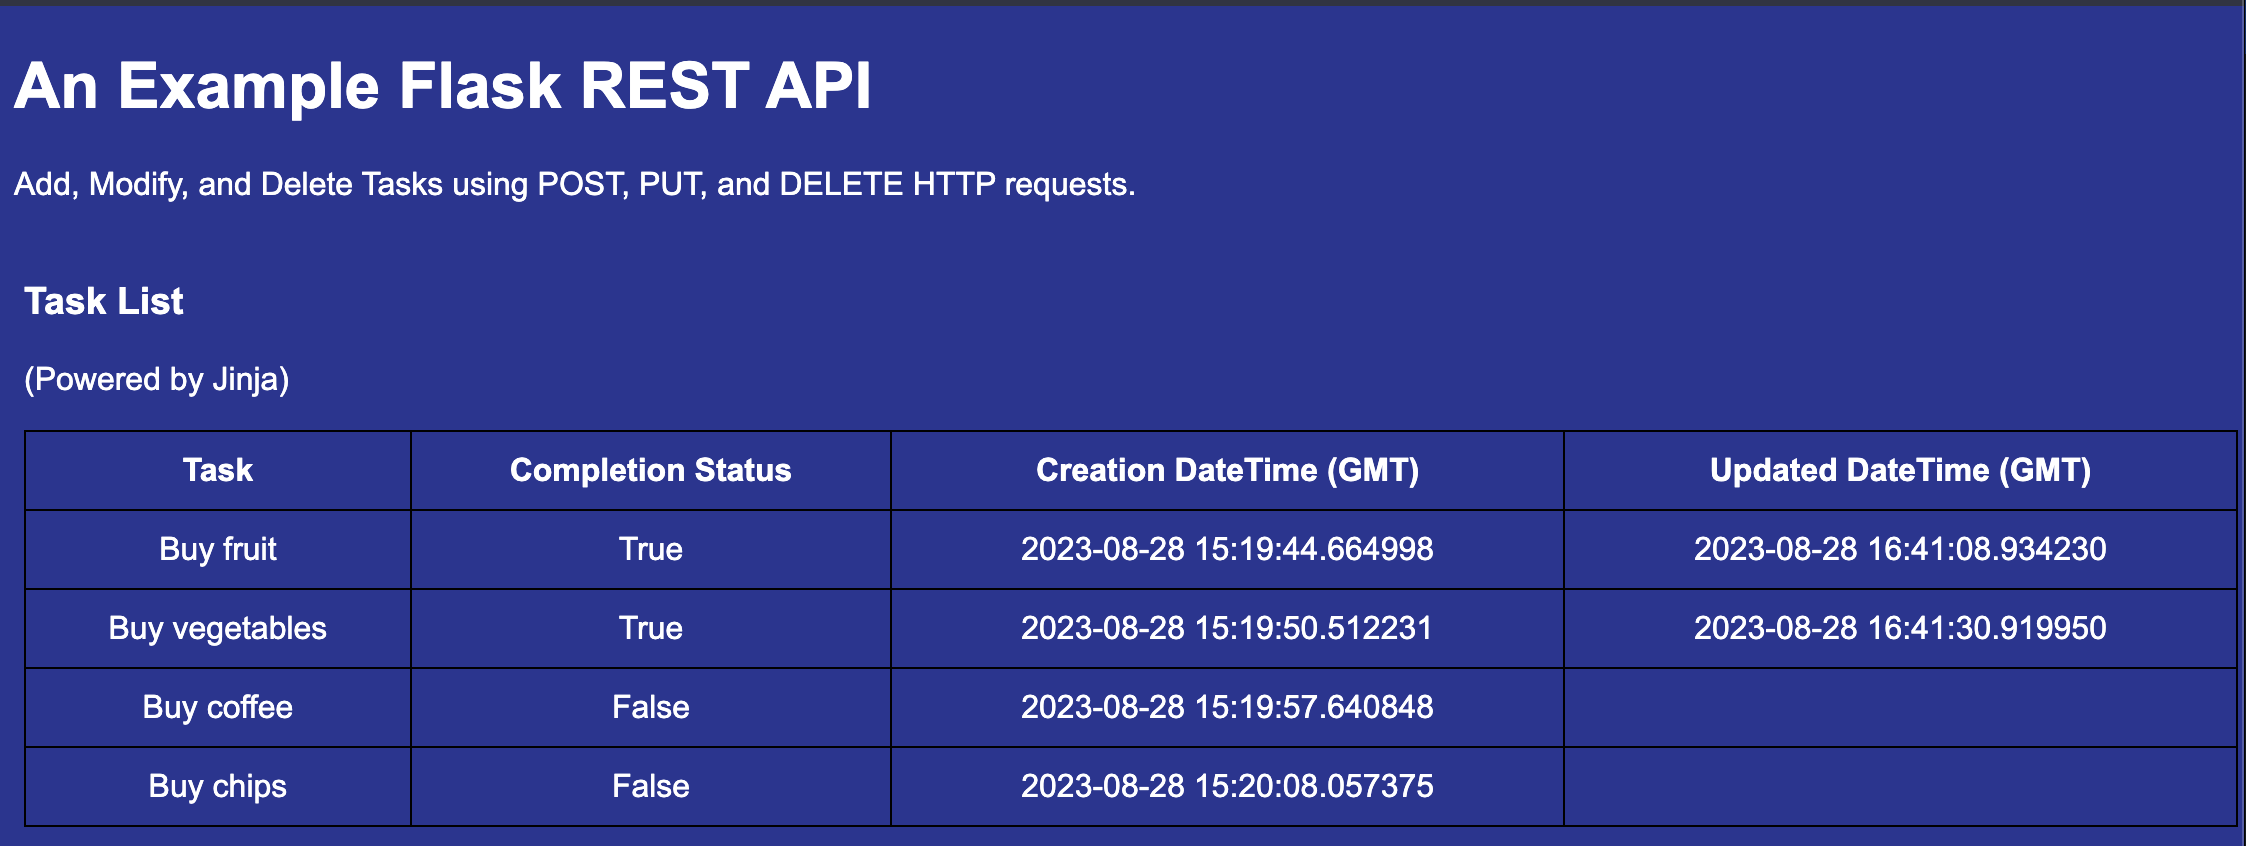 An Example Flask REST API
Add, Modify, and Delete Tasks using POST, PUT, and DELETE HTTP requests.
Task List
(Powered by Jinja)
Task Completion Status Creation DateTime (GMT) Updated DateTime (GMT)
Buy fruit True 2023-08-28 15:19:44.664998 2023-08-28 16:41:08.934230
Buy vegetables True 2023-08-28 15:19:50.512231 2023-08-28 16:41:30.919950
Buy coffee False 2023-08-28 15:19:57.640848
Buy chips False 2023-08-28 15:20:08.057375